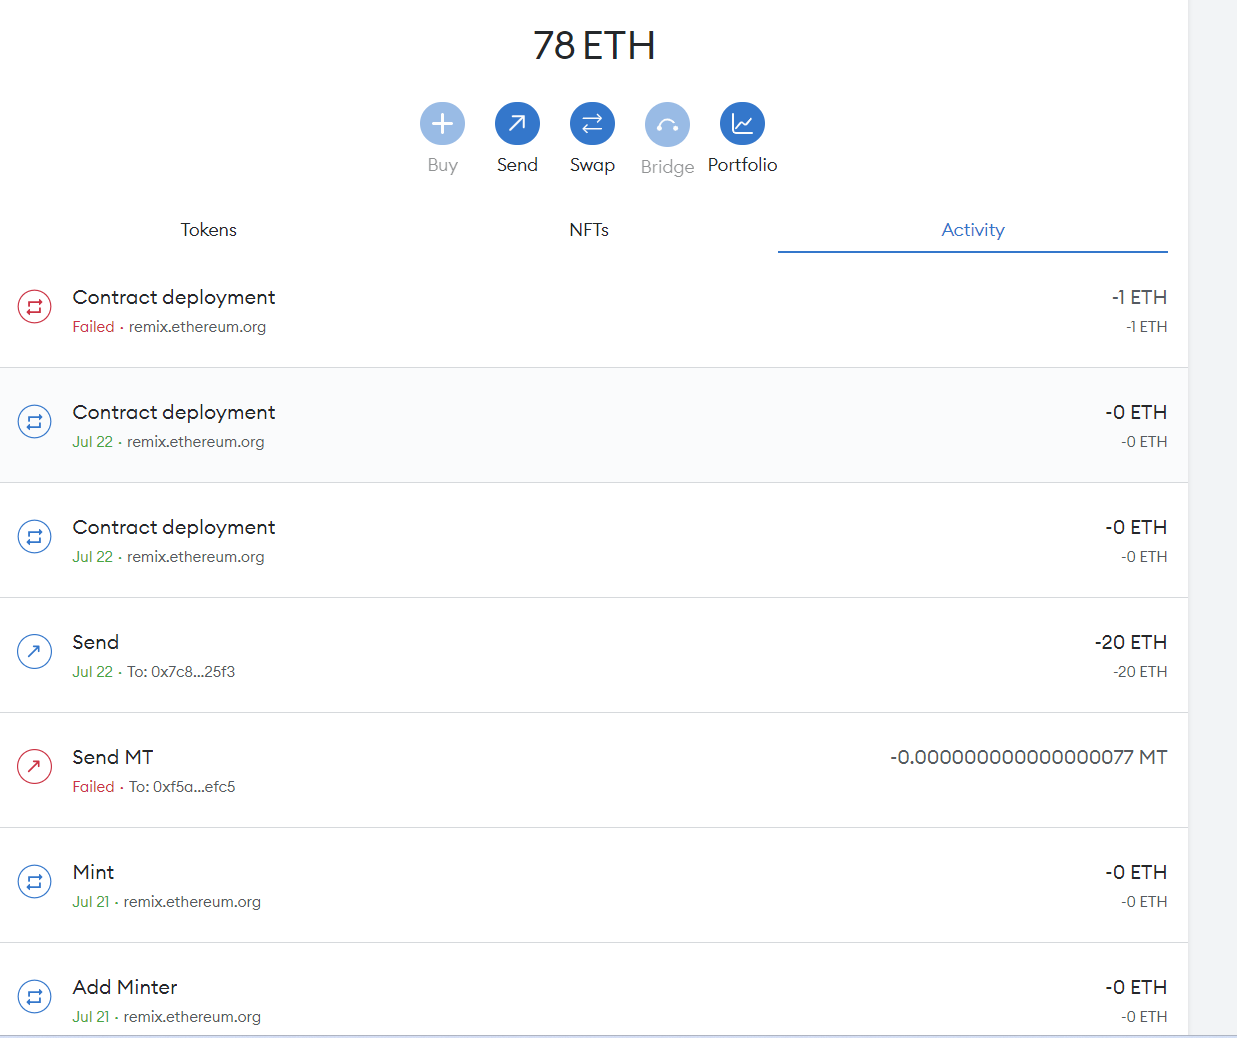 78 ETH
Buy Send Swap Bridge Portfolio
Tokens NFTs Activity
Contract deployment -1 ETH
Failed · remix.ethereum.org -1 ETH
Contract deployment -0 ETH
Jul 22 · remix.ethereum.org -0 ETH
Contract deployment -0 ETH
Jul 22 · remix.ethereum.org -0 ETH
Send -20 ETH
Jul 22 · To: 0x7c8...25f3 -20 ETH
Send MT -0.000000000000000077 MT
Failed · To: 0xf5a...efc5
Mint -0 ETH
Jul 21 · remix.ethereum.org -0 ETH
Add Minter -0 ETH
Jul 21 · remix.ethereum.org -0 ETH